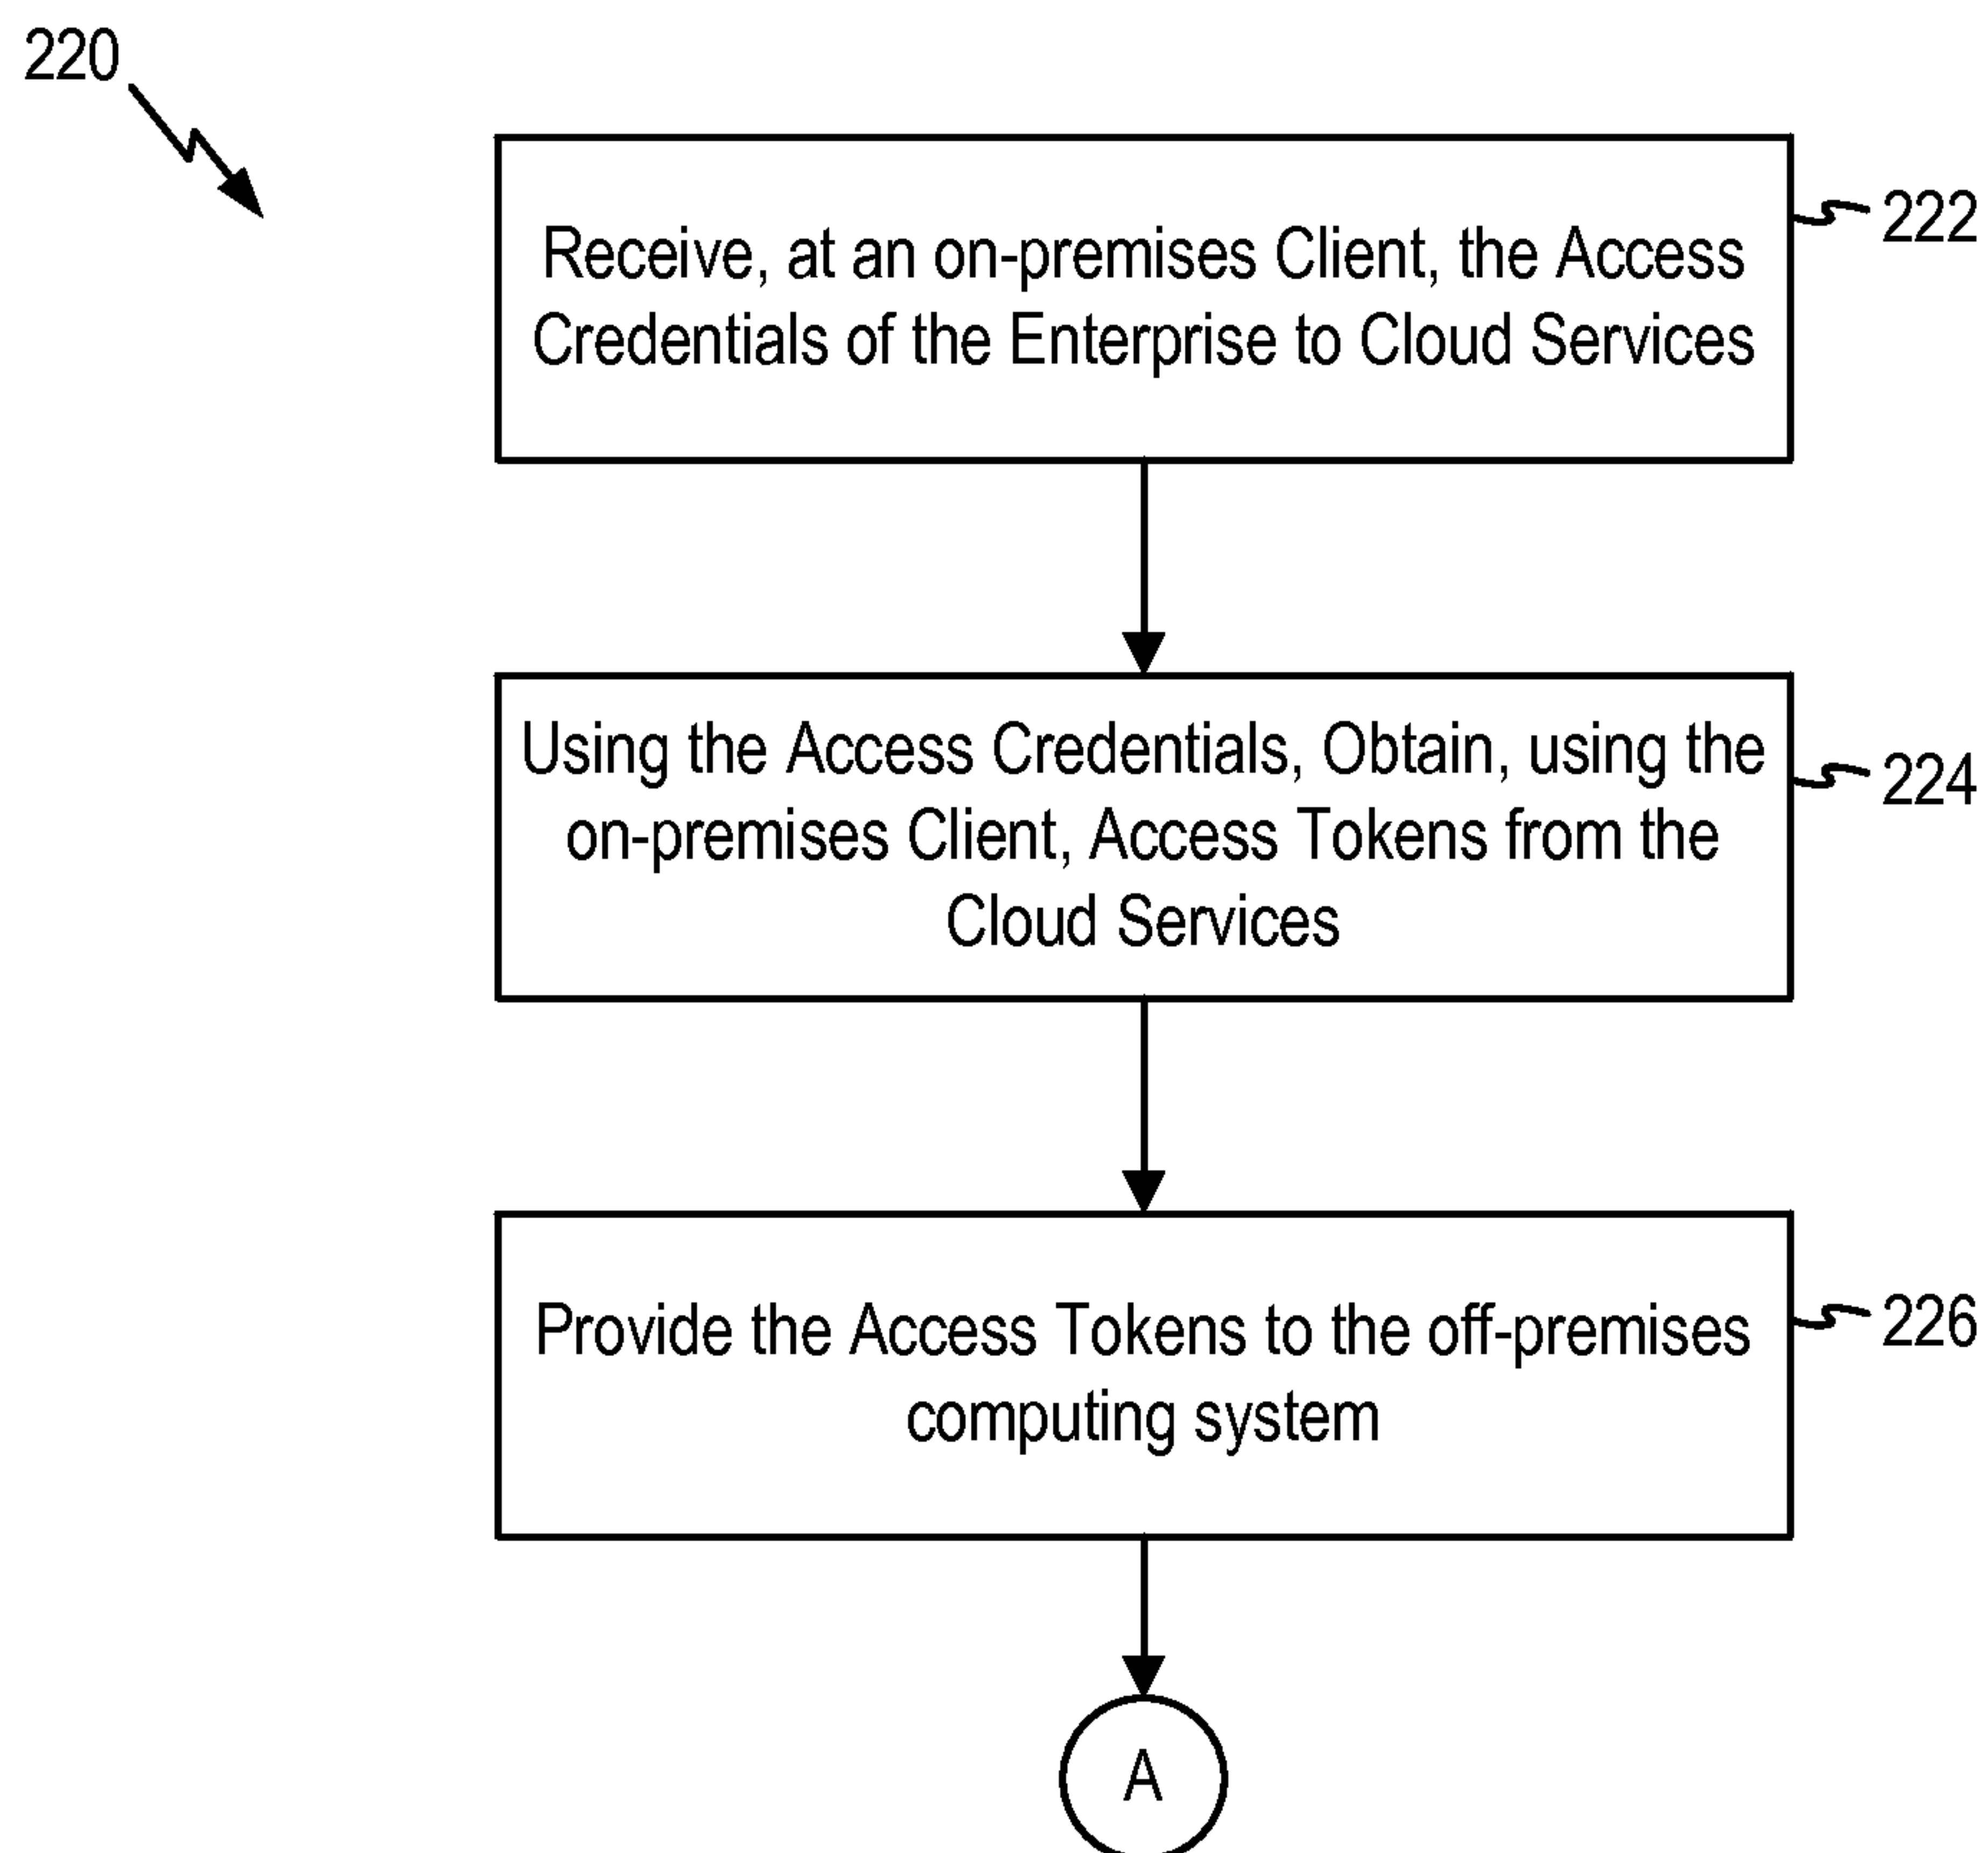 220
Receive, at an on-premises Client, the Access
Credentials of the Enterprise to Cloud Services
222
Using the Access Credentials, Obtain, using the
on-premises Client, Access Tokens from the
Cloud Services
224
Provide the Access Tokens to the off-premises
computing system
226
A